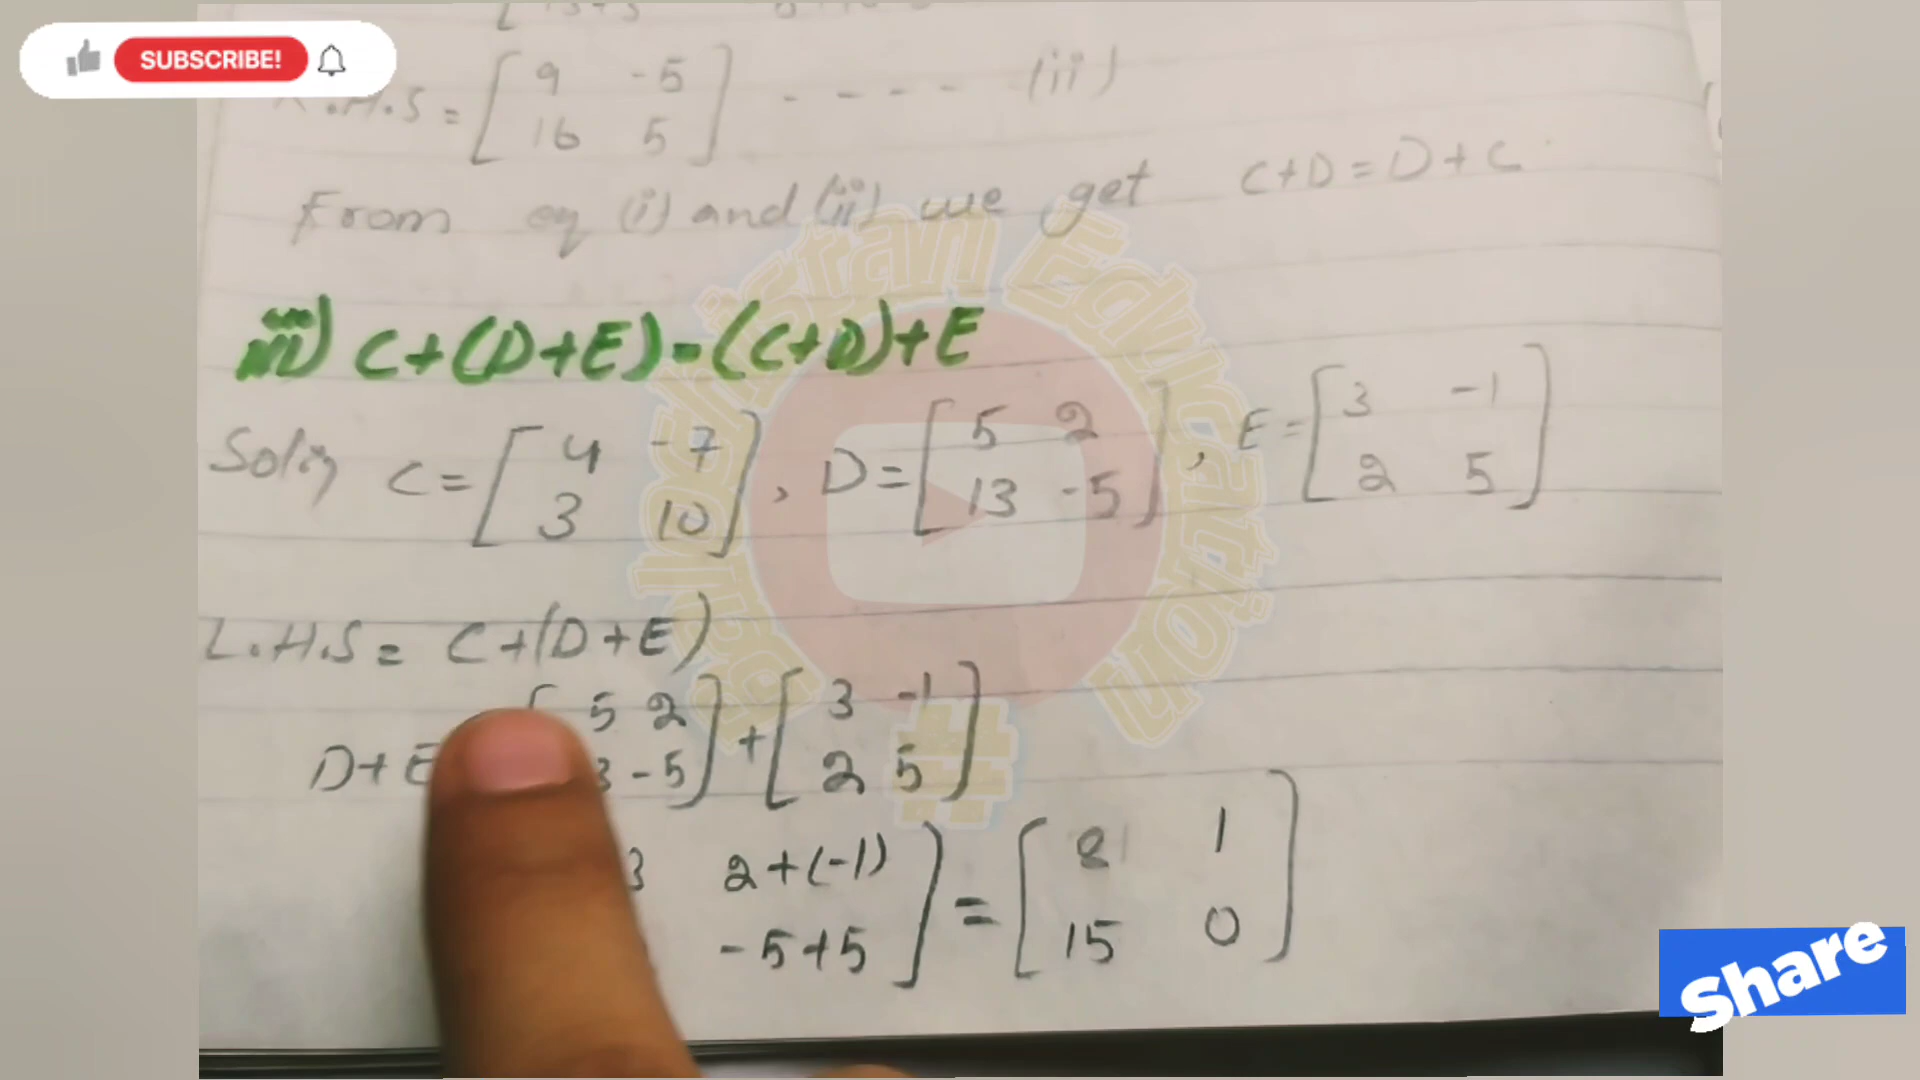 SUBSCRIBE!
R.H.S = [ 9 -5
16 5 ] - - - - (ii)
From eq (i) and (ii) we get C+D = D+C
iii) C+(D+E) = (C+D)+E
Soln C = [ 4 -7
3 10 ] , D = [ 5 2
13 -5 ] , E = [ 3 -1
2 5 ]
L.H.S = C+(D+E)
D+E [ 5 2
3 -5 ] + [ 3 -1
2 5 ]
3 2+(-1)
-5+5 ] = [ 8 1
15 0 ]
Balochistan Education
#
Share